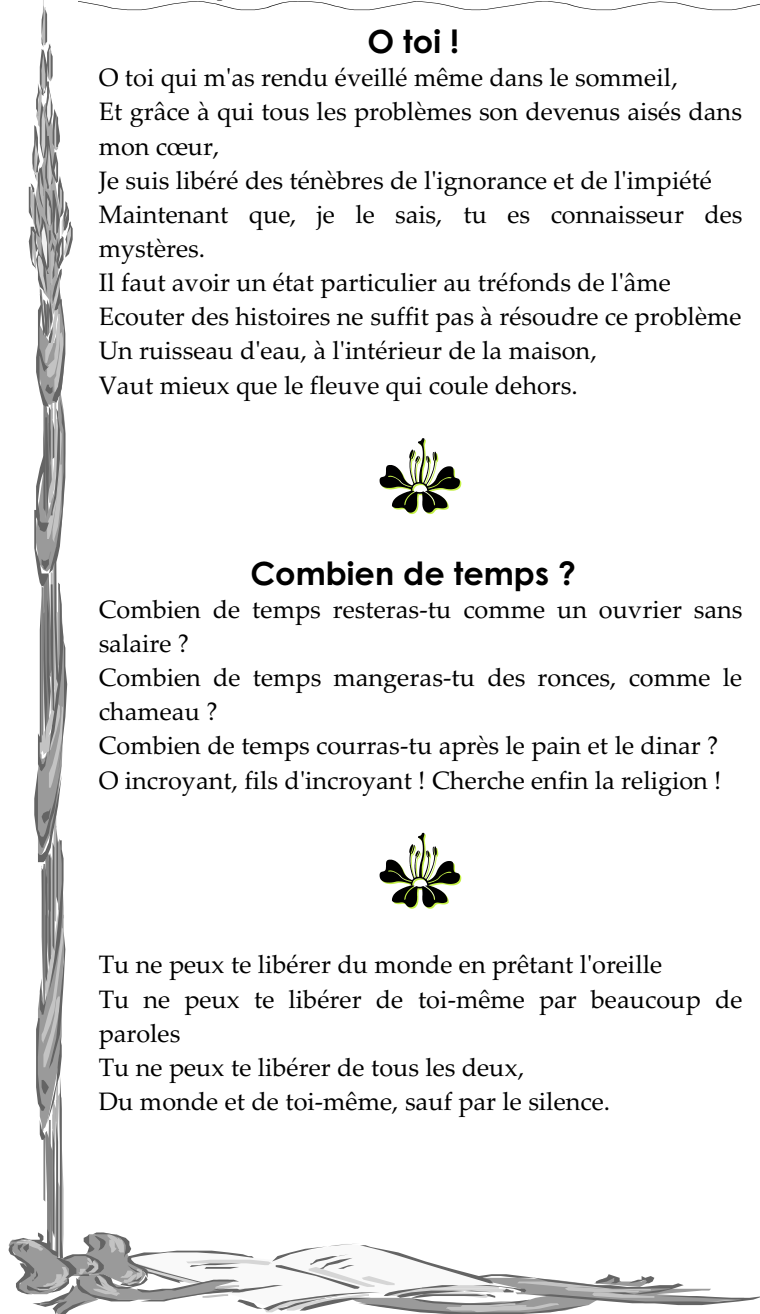 O toi !
O toi qui m'as rendu éveillé même dans le sommeil,
Et grâce à qui tous les problèmes son devenus aisés dans
mon cœur,
Je suis libéré des ténèbres de l'ignorance et de l'impiété
Maintenant que, je le sais, tu es connaisseur des
mystères.
Il faut avoir un état particulier au tréfonds de l'âme
Ecouter des histoires ne suffit pas à résoudre ce problème
Un ruisseau d'eau, à l'intérieur de la maison,
Vaut mieux que le fleuve qui coule dehors.
Combien de temps ?
Combien de temps resteras-tu comme un ouvrier sans
salaire ?
Combien de temps mangeras-tu des ronces, comme le
chameau ?
Combien de temps courras-tu après le pain et le dinar ?
O incroyant, fils d'incroyant ! Cherche enfin la religion !
Tu ne peux te libérer du monde en prêtant l'oreille
Tu ne peux te libérer de toi-même par beaucoup de
paroles
Tu ne peux te libérer de tous les deux,
Du monde et de toi-même, sauf par le silence.